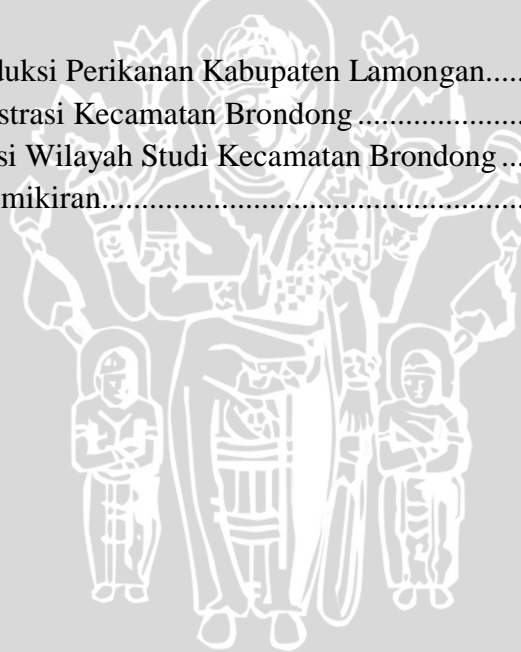 duksi Perikanan Kabupaten Lamongan.....
strasi Kecamatan Brondong ....................
si Wilayah Studi Kecamatan Brondong ...
mikiran....................................................